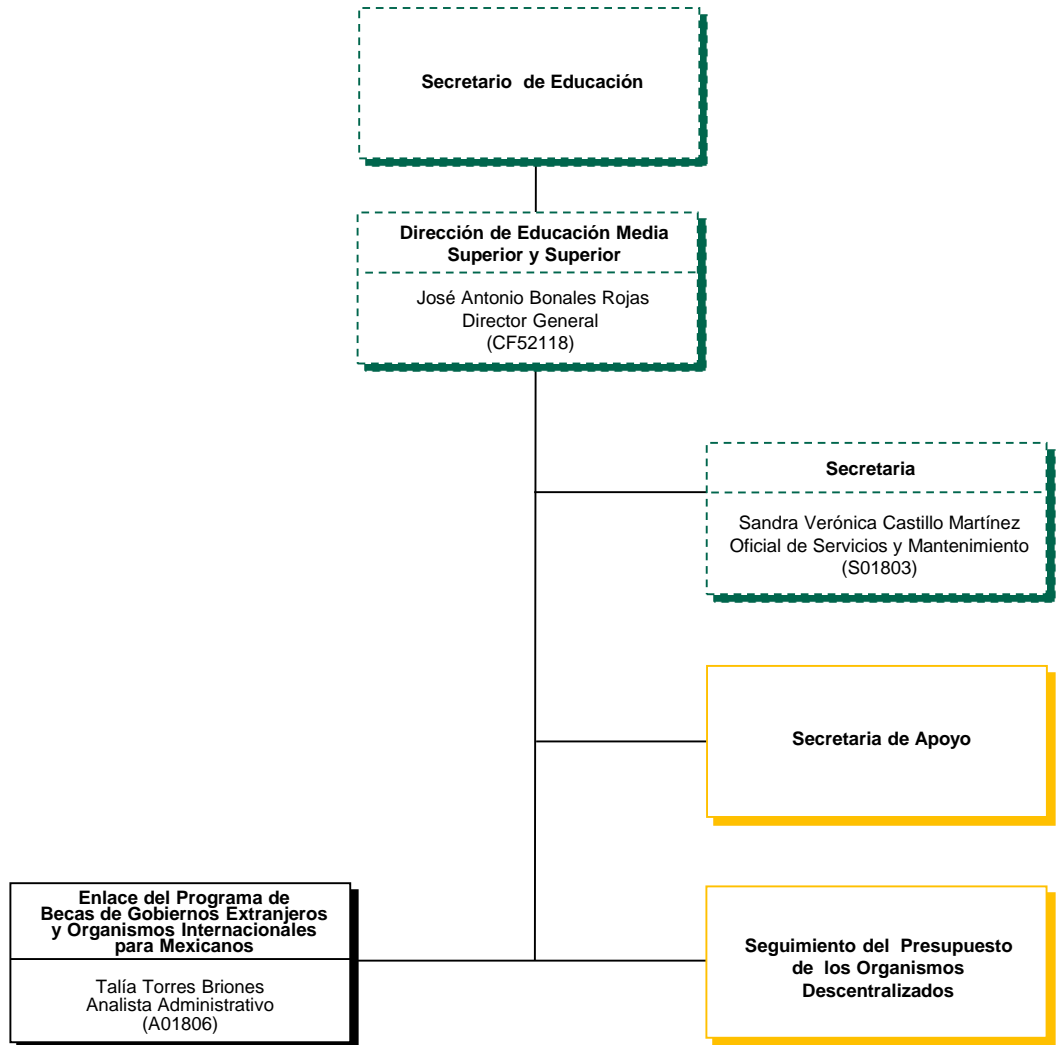 Secretario de Educación
Dirección de Educación Media
Superior y Superior
José Antonio Bonales Rojas
Director General
(CF52118)
Secretaria
Sandra Verónica Castillo Martínez
Oficial de Servicios y Mantenimiento
(S01803)
Secretaria de Apoyo
Enlace del Programa de
Becas de Gobiernos Extranjeros
y Organismos Internacionales
para Mexicanos
Talía Torres Briones
Analista Administrativo
(A01806)
Seguimiento del Presupuesto
de los Organismos
Descentralizados